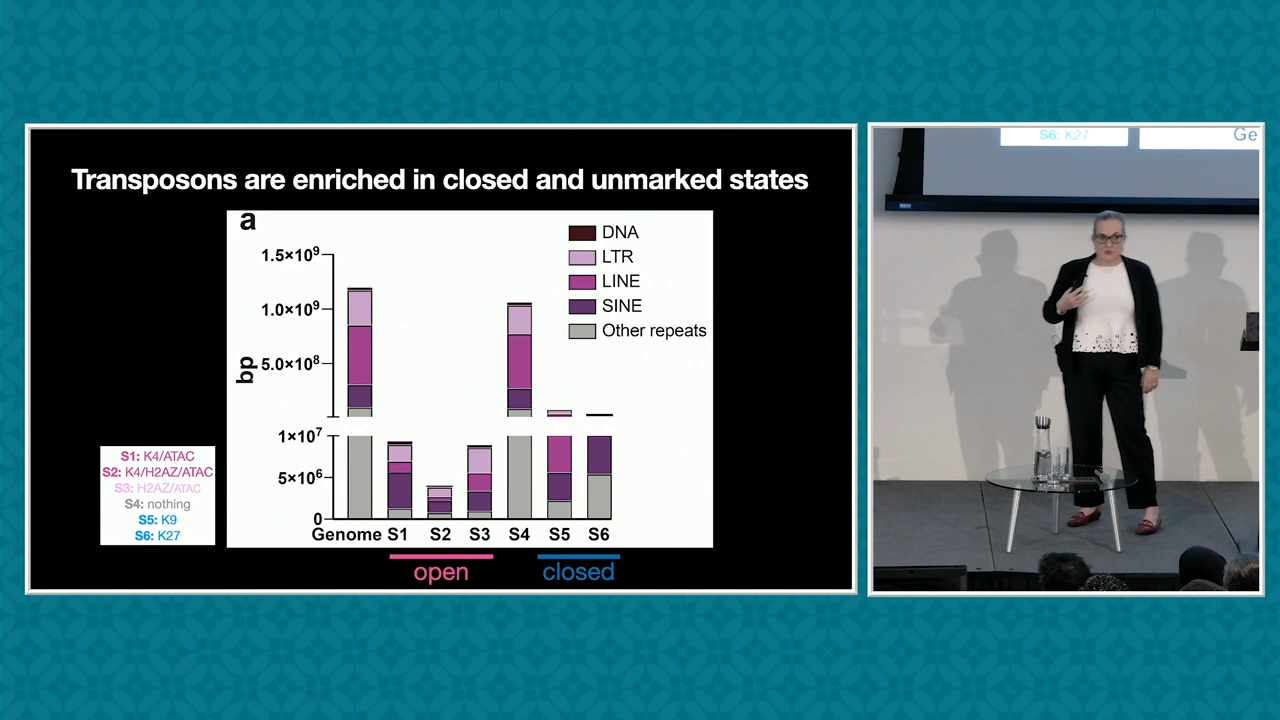 Transposons are enriched in closed and unmarked states
a
DNA
LTR
LINE
SINE
Other repeats
1.5×10⁹
1.0×10⁹
5.0×10⁸
bp
1×10⁷
5×10⁶
0
Genome S1 S2 S3 S4 S5 S6
open closed
S1: K4/ATAC
S2: K4/H2AZ/ATAC
S3: H2AZ/ATAC
S4: nothing
S5: K9
S6: K27
S6: K27
Ge